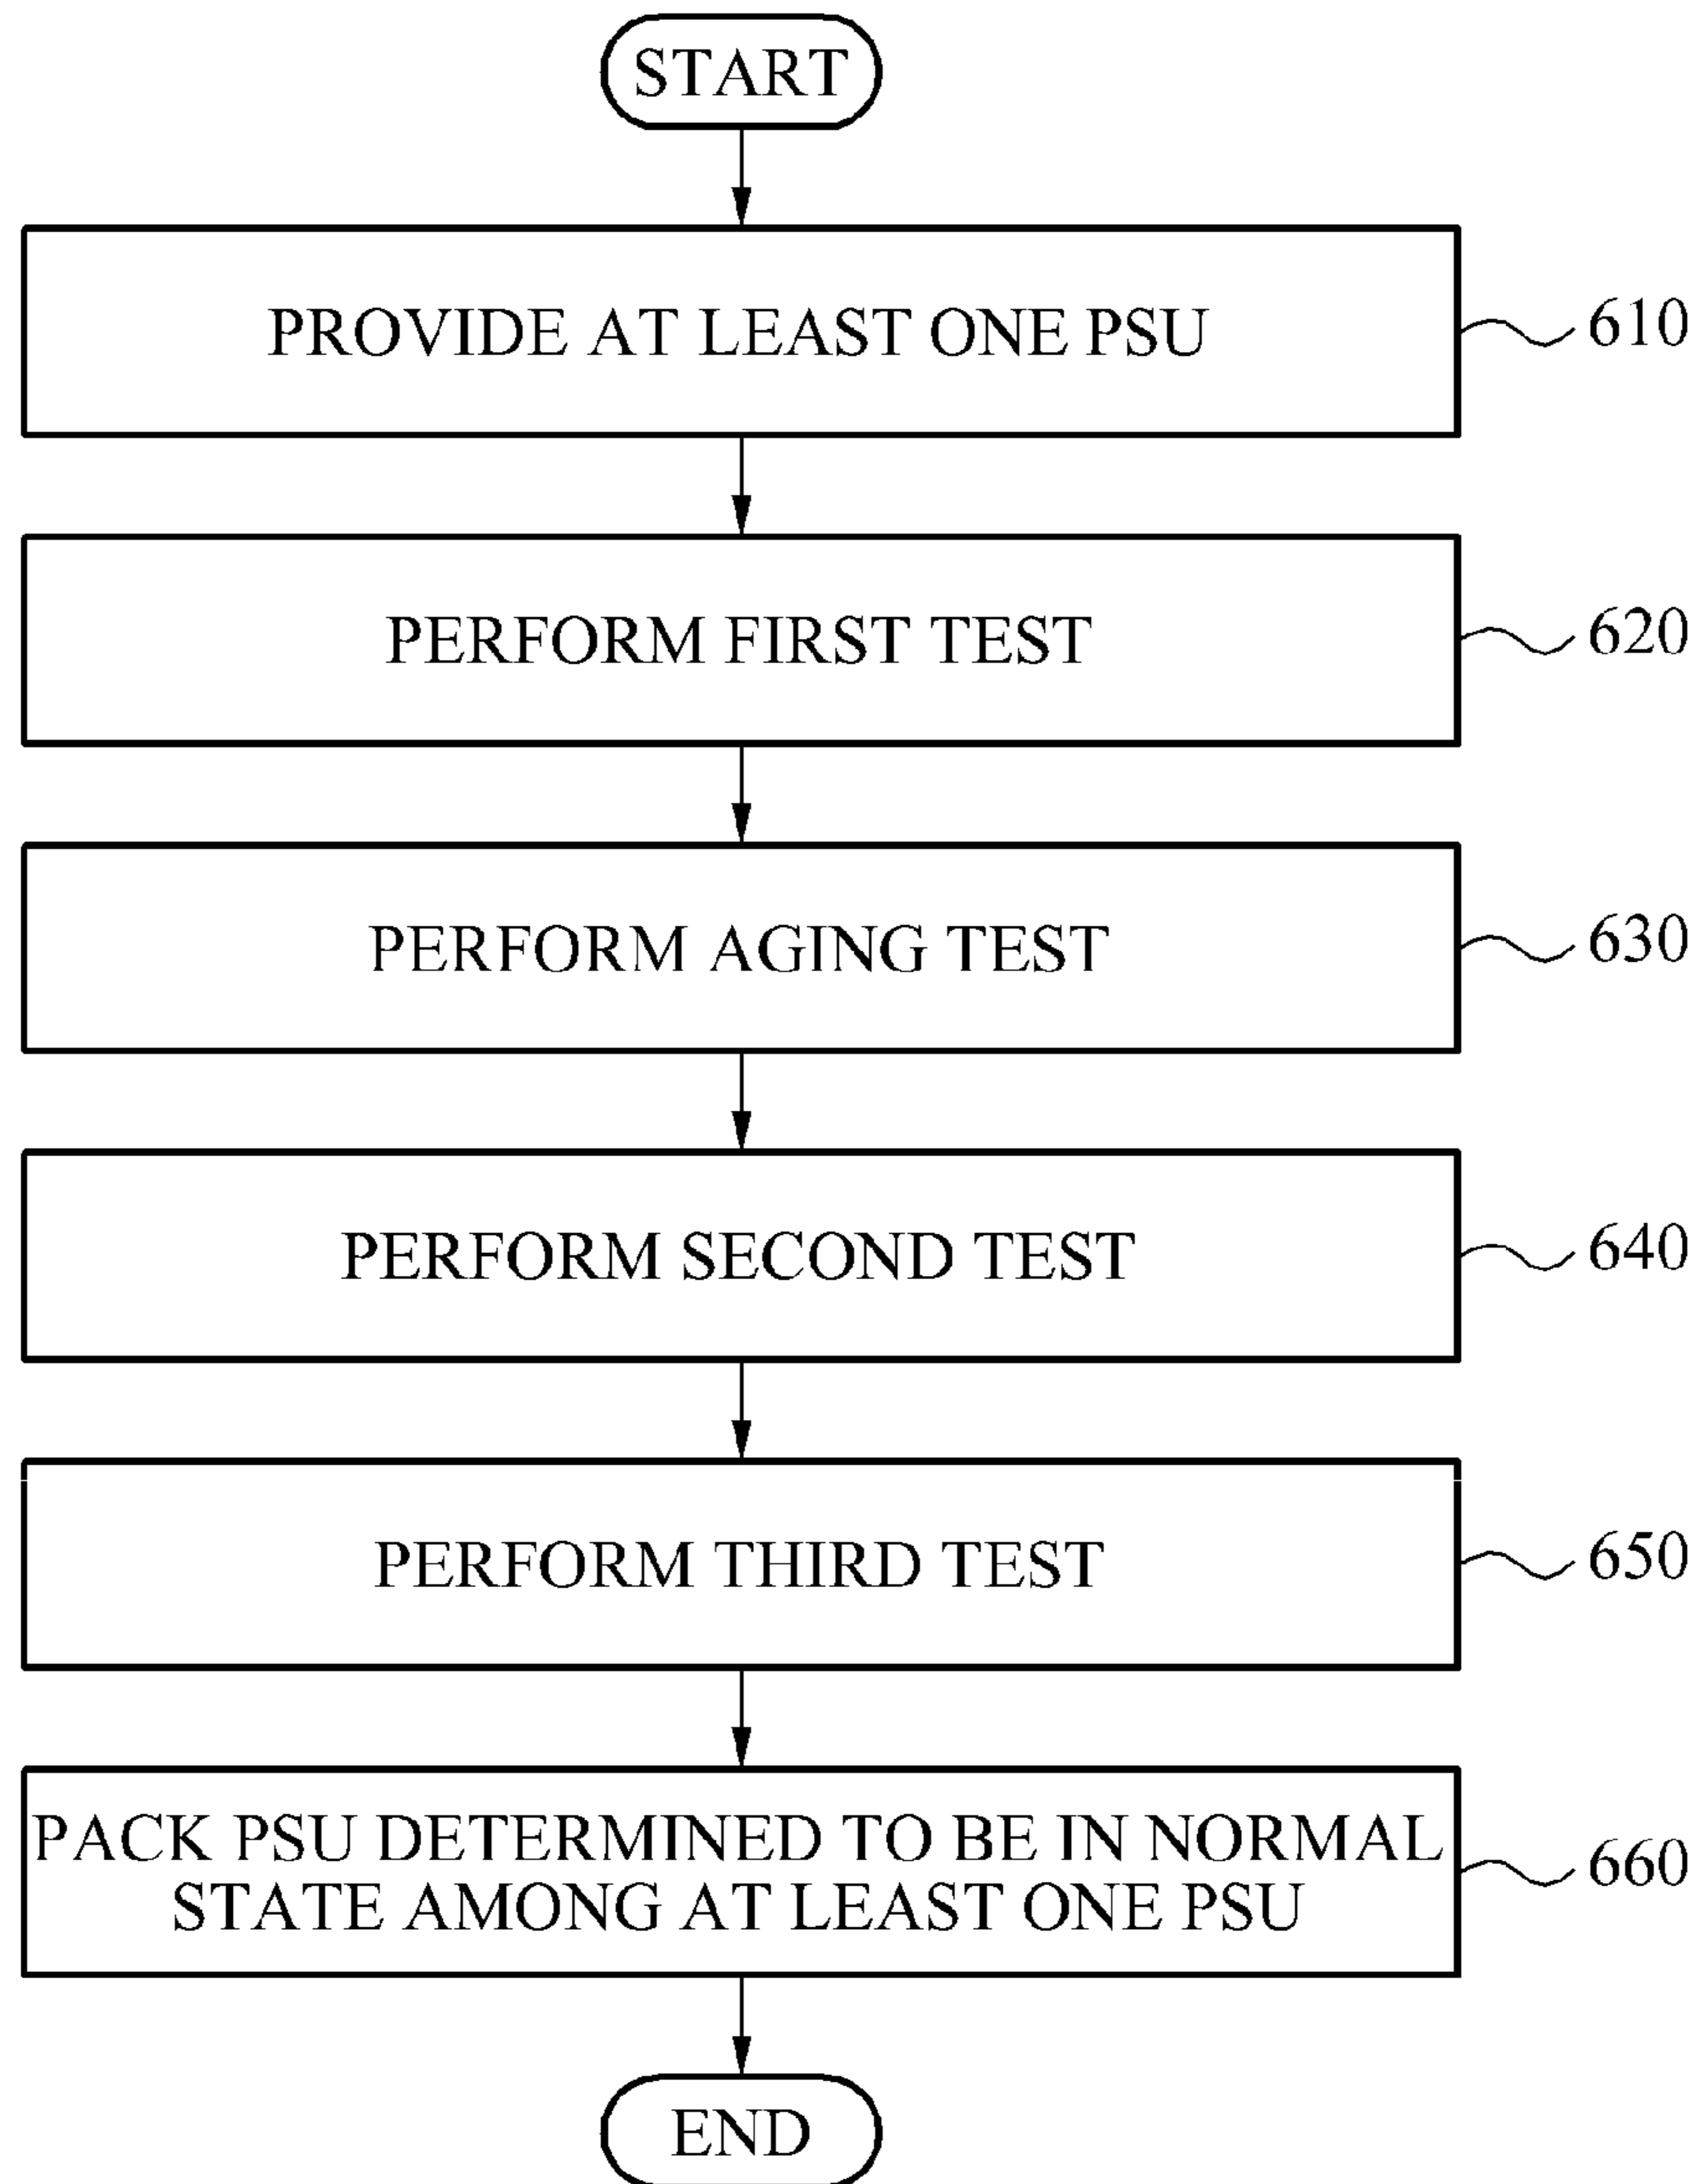 START
PROVIDE AT LEAST ONE PSU
610
PERFORM FIRST TEST
620
PERFORM AGING TEST
630
PERFORM SECOND TEST
640
PERFORM THIRD TEST
650
PACK PSU DETERMINED TO BE IN NORMAL
STATE AMONG AT LEAST ONE PSU
660
END